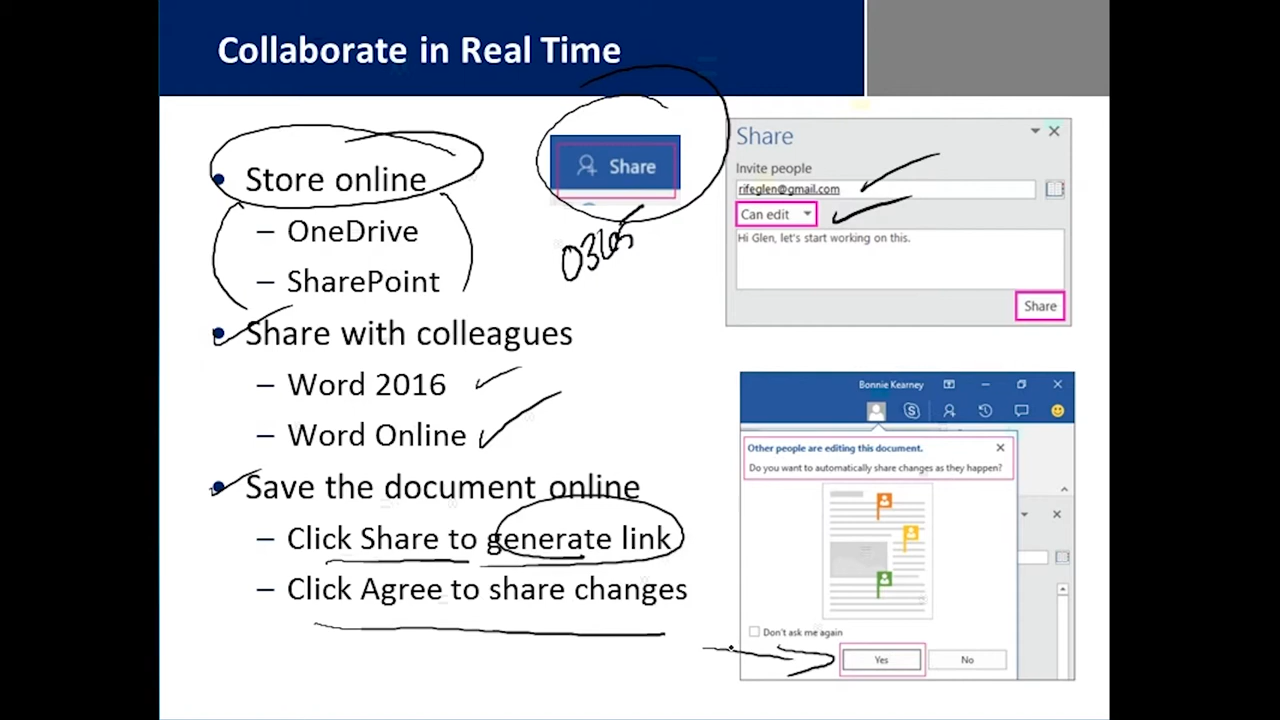 Collaborate in Real Time
• Store online
– OneDrive
– SharePoint
• Share with colleagues
– Word 2016
– Word Online
• Save the document online
– Click Share to generate link
– Click Agree to share changes
Share
O365
Share
Invite people
rifeglen@gmail.com
Can edit
Hi Glen, let's start working on this.
Share
Bonnie Kearney
Other people are editing this document.
Do you want to automatically share changes as they happen?
Don't ask me again
Yes No